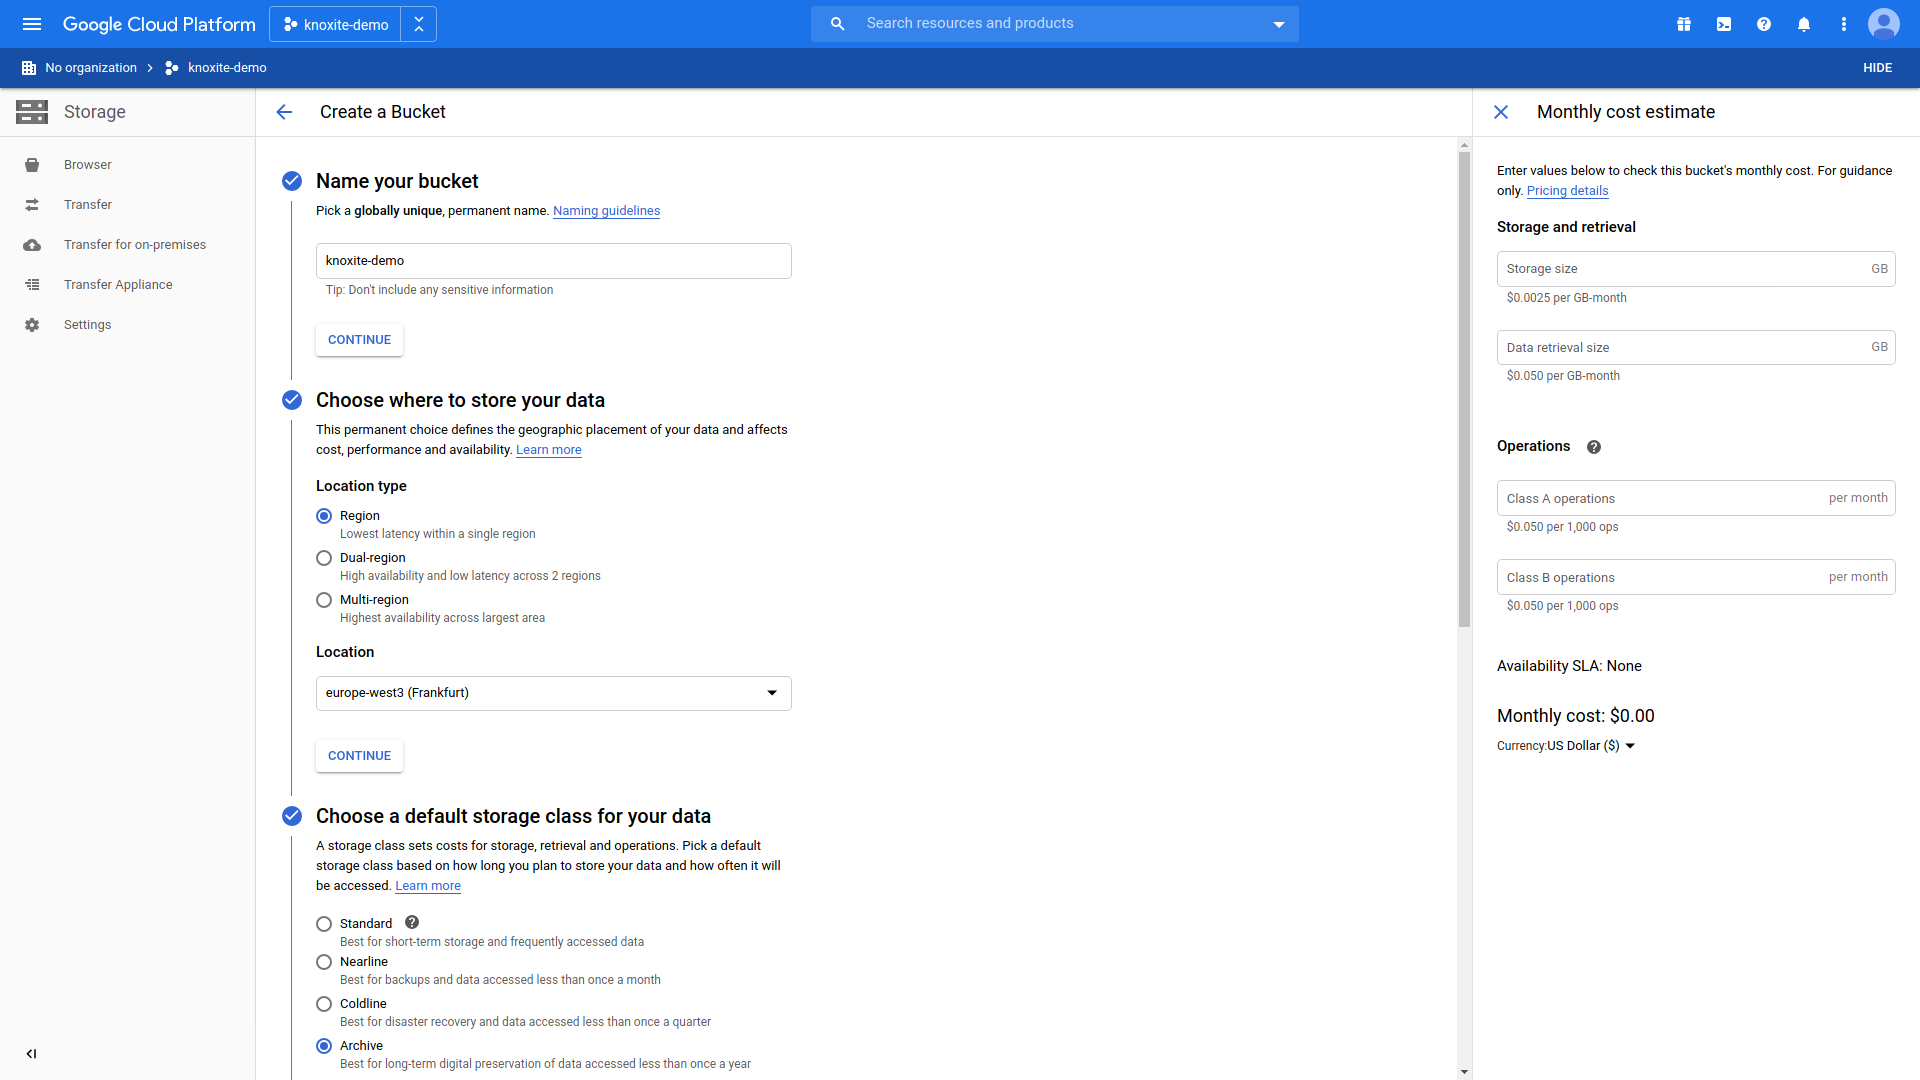 Google Cloud Platform
knoxite-demo
Search resources and products
No organization
knoxite-demo
HIDE
Storage
Browser
Transfer
Transfer for on-premises
Transfer Appliance
Settings
Create a Bucket
Name your bucket
Pick a globally unique, permanent name. Naming guidelines
knoxite-demo
Tip: Don't include any sensitive information
CONTINUE
Choose where to store your data
This permanent choice defines the geographic placement of your data and affects
cost, performance and availability. Learn more
Location type
Region
Lowest latency within a single region
Dual-region
High availability and low latency across 2 regions
Multi-region
Highest availability across largest area
Location
europe-west3 (Frankfurt)
CONTINUE
Choose a default storage class for your data
A storage class sets costs for storage, retrieval and operations. Pick a default
storage class based on how long you plan to store your data and how often it will
be accessed. Learn more
Standard
Best for short-term storage and frequently accessed data
Nearline
Best for backups and data accessed less than once a month
Coldline
Best for disaster recovery and data accessed less than once a quarter
Archive
Best for long-term digital preservation of data accessed less than once a year
Monthly cost estimate
Enter values below to check this bucket's monthly cost. For guidance
only. Pricing details
Storage and retrieval
Storage size GB
$0.0025 per GB-month
Data retrieval size GB
$0.050 per GB-month
Operations
Class A operations per month
$0.050 per 1,000 ops
Class B operations per month
$0.050 per 1,000 ops
Availability SLA: None
Monthly cost: $0.00
Currency:US Dollar ($)